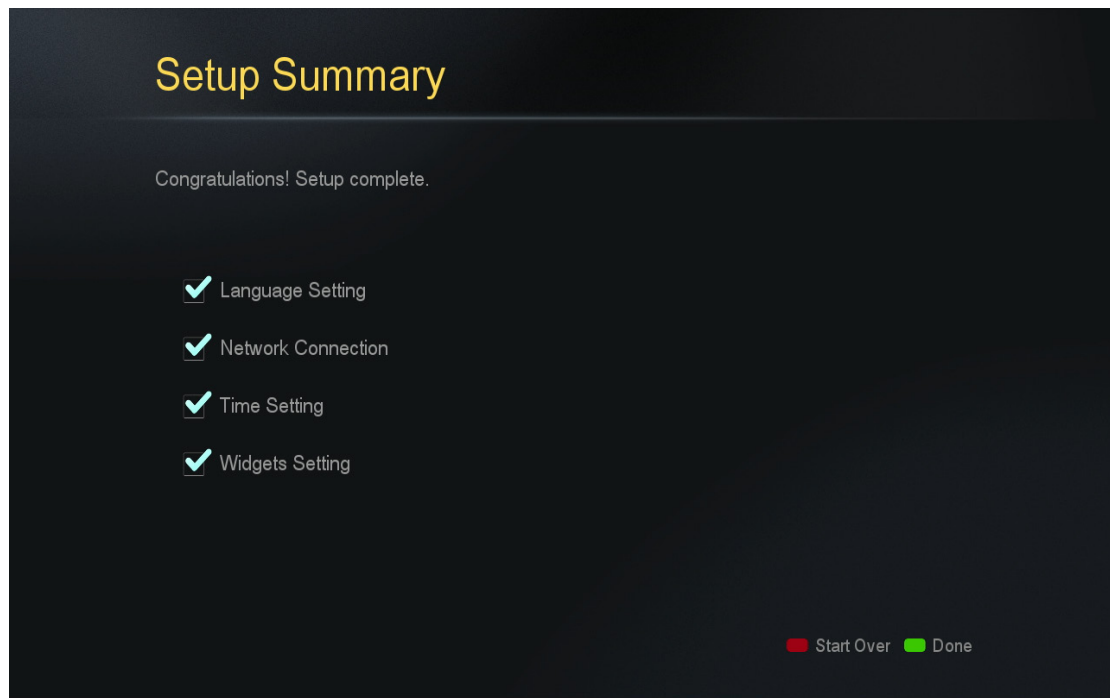 Setup Summary
Congratulations! Setup complete.
Language Setting
Network Connection
Time Setting
Widgets Setting
Start Over Done